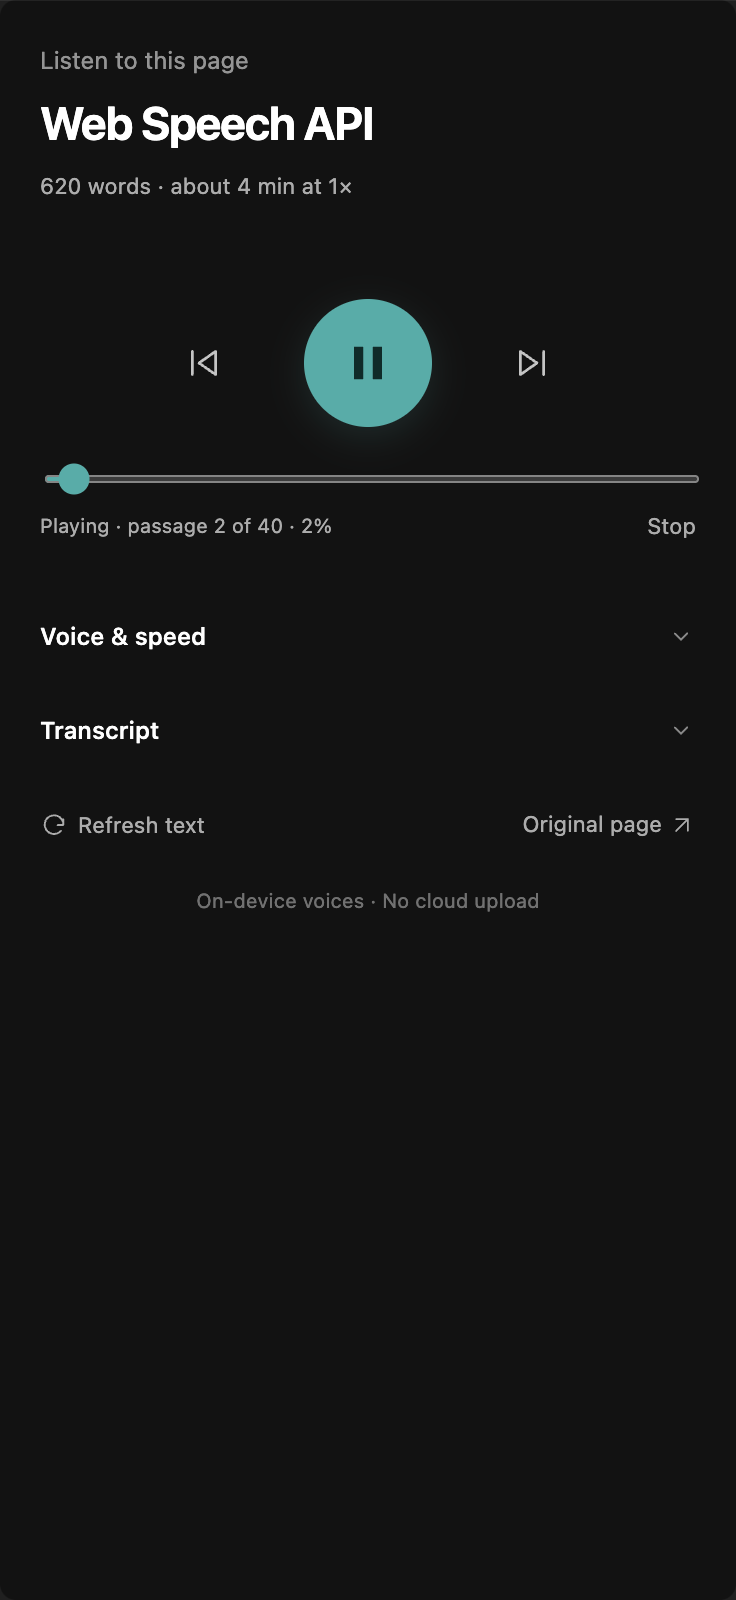 Listen to this page
Web Speech API
620 words · about 4 min at 1×
Playing · passage 2 of 40 · 2%
Stop
Voice & speed
Transcript
Refresh text
Original page
On-device voices · No cloud upload